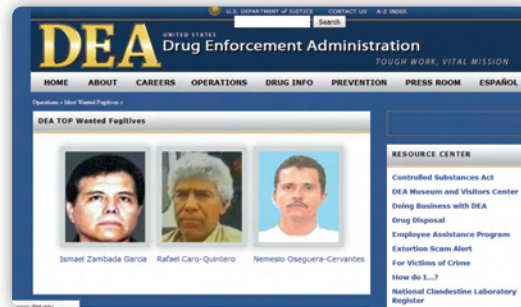 U.S. DEPARTMENT of JUSTICE CONTACT US A-Z INDEX
Search
DEA
UNITED STATES
Drug Enforcement Administration
TOUGH WORK, VITAL MISSION
HOME ABOUT CAREERS OPERATIONS DRUG INFO PREVENTION PRESS ROOM ESPAÑOL
Operations » Most Wanted Fugitives »
DEA TOP Wanted Fugitives
Ismael Zambada Garcia Rafael Caro-Quintero Nemesio Oseguera-Cervantes
RESOURCE CENTER
Controlled Substances Act
DEA Museum and Visitors Center
Doing Business with DEA
Drug Disposal
Employee Assistance Program
Extortion Scam Alert
For Victims of Crime
How do I...?
National Clandestine Laboratory
Register